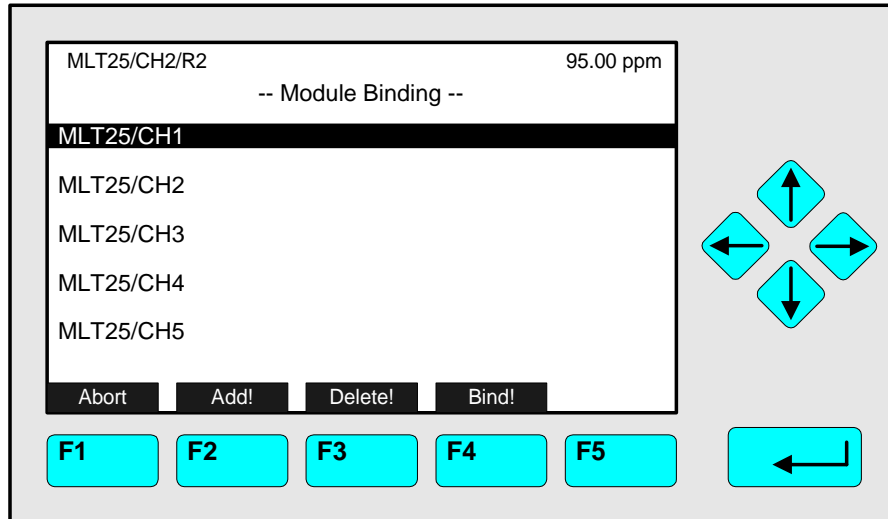 MLT25/CH2/R2 95.00 ppm
-- Module Binding --
MLT25/CH1
MLT25/CH2
MLT25/CH3
MLT25/CH4
MLT25/CH5
Abort Add! Delete! Bind!
F1 F2 F3 F4 F5